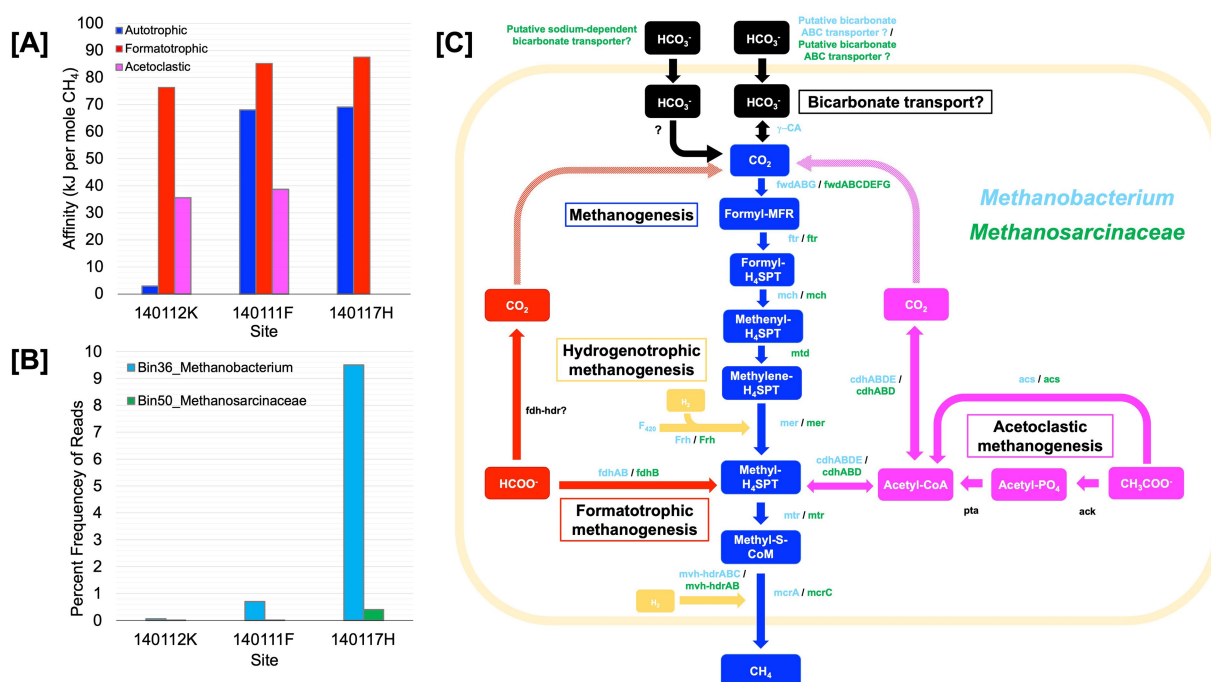 [A]
Affinity (kJ per mole CH4)
100
90
80
70
60
50
40
30
20
10
0
Autotrophic
Formatotrophic
Acetoclastic
140112K
140111F
140117H
Site
[B]
Percent Frequency of Reads
10
9
8
7
6
5
4
3
2
1
0
Bin36_Methanobacterium
Bin50_Methanosarcinaceae
140112K
140111F
140117H
Site
[C]
Putative sodium-dependent
bicarbonate transporter?
HCO3-
HCO3-
Putative bicarbonate
ABC transporter ? /
Putative bicarbonate
ABC transporter ?
HCO3-
HCO3-
Bicarbonate transport?
?
γ–CA
CO2
fwdABG / fwdABCDEFG
Methanobacterium
Methanosarcinaceae
Methanogenesis
Formyl-MFR
ftr / ftr
Formyl-
H4SPT
mch / mch
CO2
CO2
Methenyl-
H4SPT
mtd
Hydrogenotrophic
methanogenesis
Methylene-
H4SPT
fdh-hdr?
H2
F420
Frh / Frh
mer / mer
cdhABDE /
cdhABD
acs / acs
Acetoclastic
methanogenesis
HCOO-
fdhAB / fdhB
Methyl-
H4SPT
cdhABDE /
cdhABD
Acetyl-CoA
Acetyl-PO4
CH3COO-
pta
ack
Formatotrophic
methanogenesis
mtr / mtr
Methyl-S-
CoM
mvh-hdrABC /
mvh-hdrAB
H2
mcrA / mcrC
CH4